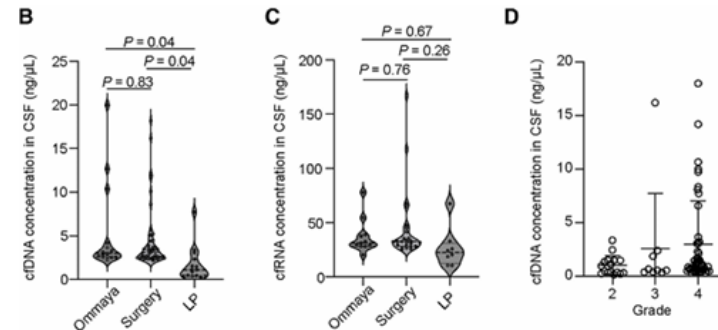 B
P = 0.04
P = 0.04
P = 0.83
cfDNA concentration in CSF (ng/µL)
25
20
15
10
5
0
Ommaya
Surgery
LP
C
P = 0.67
P = 0.26
P = 0.76
cfRNA concentration in CSF (ng/µL)
200
150
100
50
0
Ommaya
Surgery
LP
D
cfDNA concentration in CSF (ng/µL)
20
15
10
5
0
2 3 4
Grade